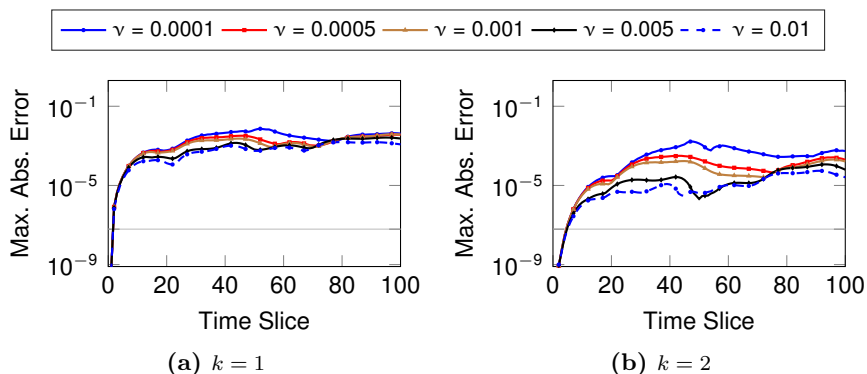 ν = 0.0001 ν = 0.0005 ν = 0.001 ν = 0.005 ν = 0.01
Max. Abs. Error
10⁻¹
10⁻⁵
10⁻⁹
0 20 40 60 80 100
Time Slice
(a) k = 1
Max. Abs. Error
10⁻¹
10⁻⁵
10⁻⁹
0 20 40 60 80 100
Time Slice
(b) k = 2